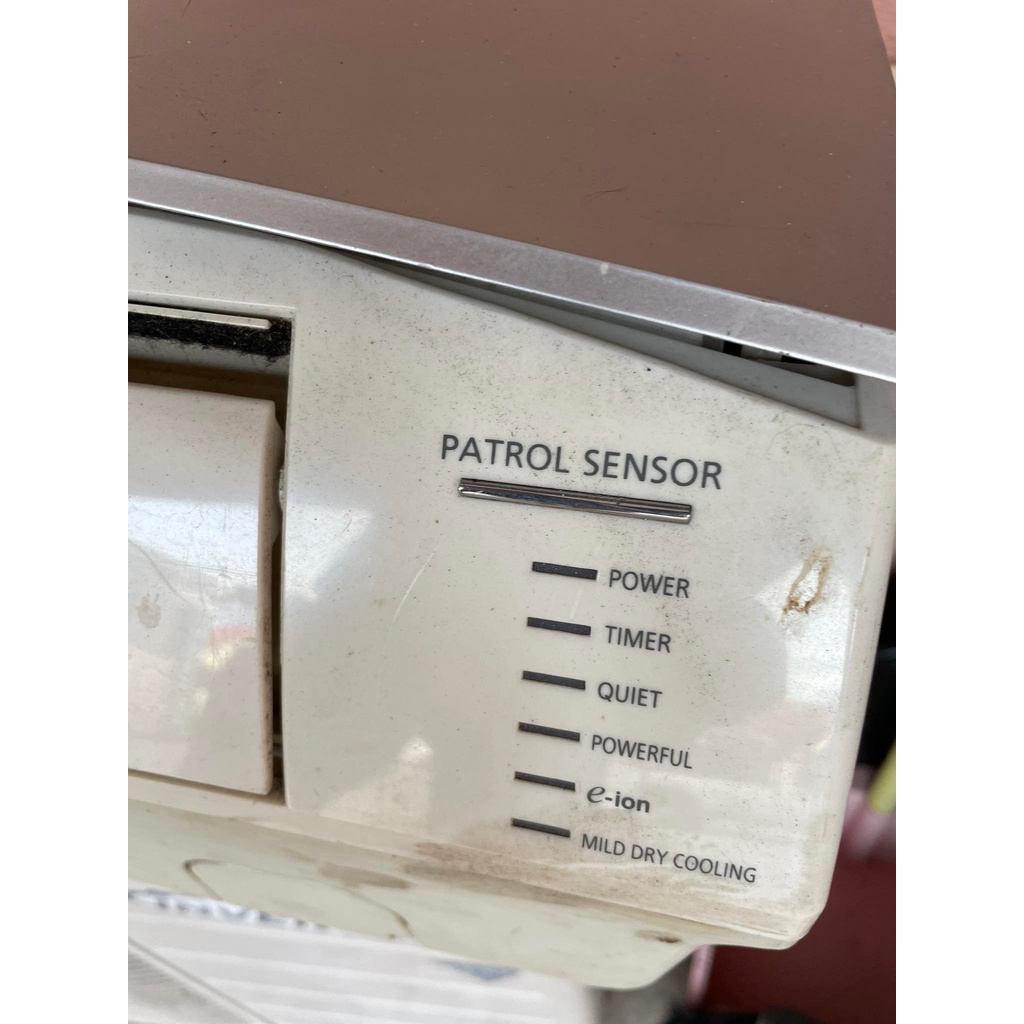 PATROL SENSOR
POWER
TIMER
QUIET
POWERFUL
e-ion
MILD DRY COOLING